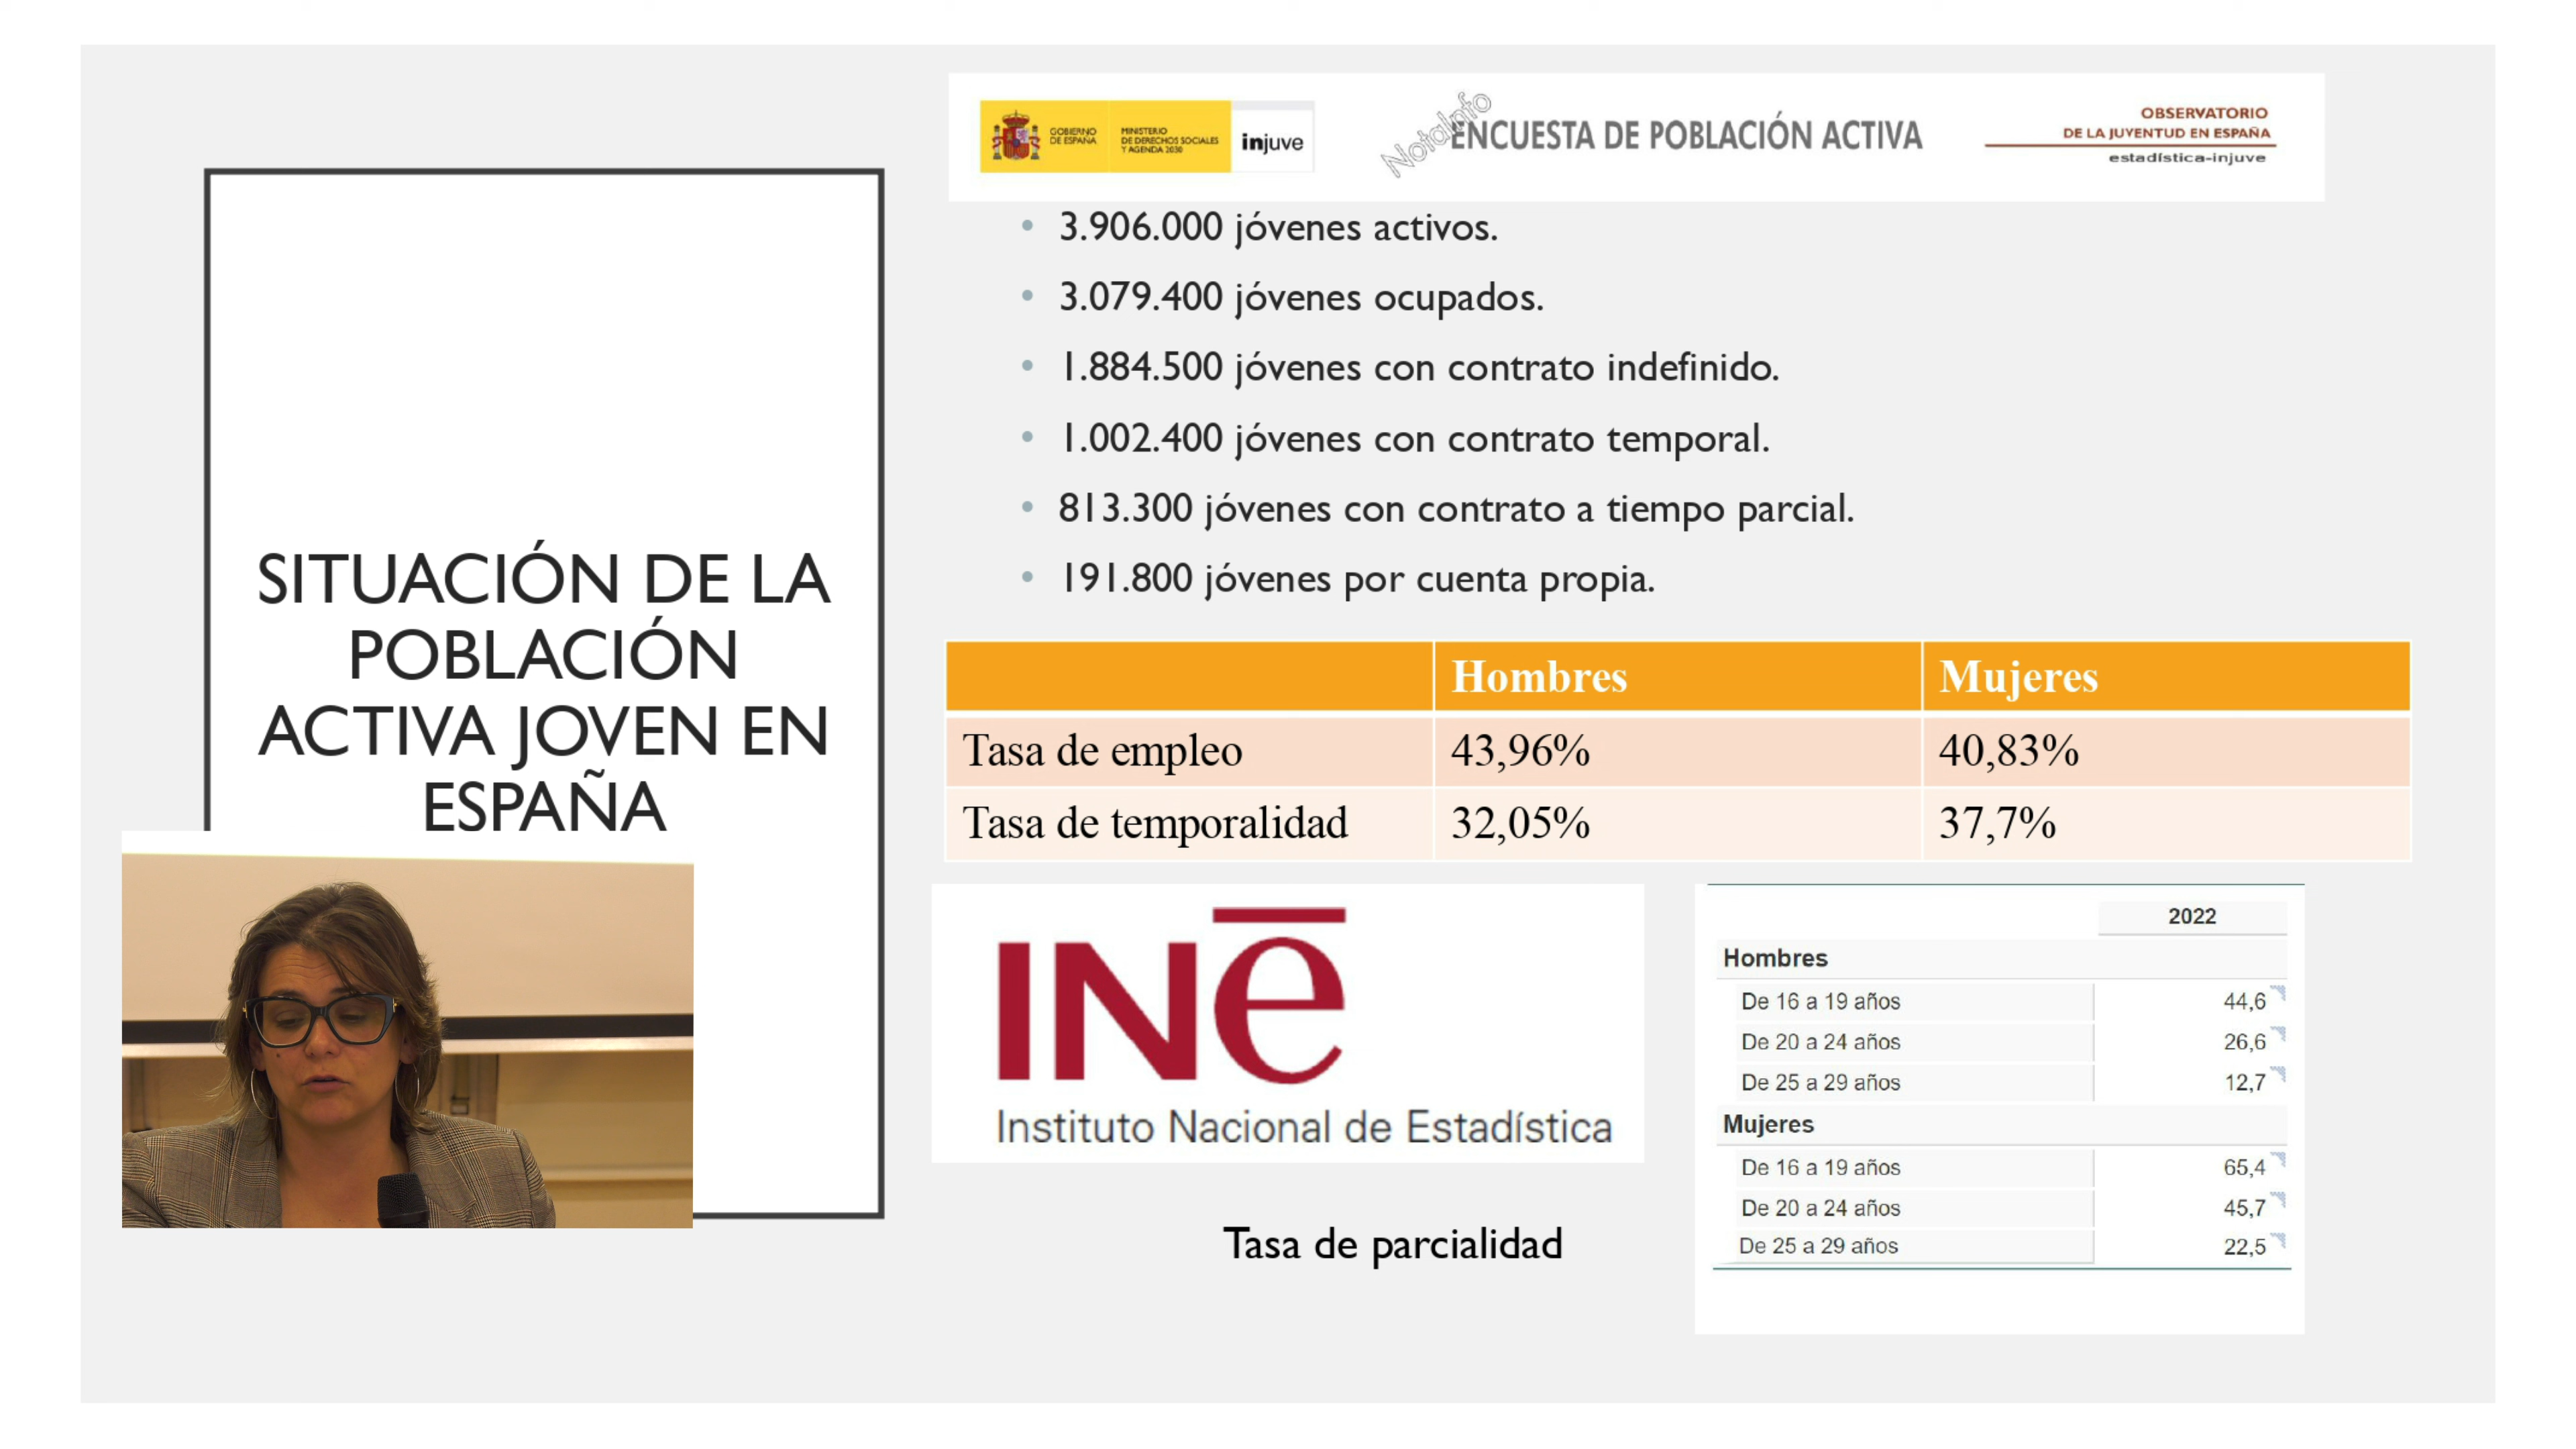 SITUACIÓN DE LA
POBLACIÓN
ACTIVA JOVEN EN
ESPAÑA
GOBIERNO
DE ESPAÑA
MINISTERIO
DE DERECHOS SOCIALES
Y AGENDA 2030
injuve
NotaInfo
ENCUESTA DE POBLACIÓN ACTIVA
OBSERVATORIO
DE LA JUVENTUD EN ESPAÑA
estadística-injuve
• 3.906.000 jóvenes activos.
• 3.079.400 jóvenes ocupados.
• 1.884.500 jóvenes con contrato indefinido.
• 1.002.400 jóvenes con contrato temporal.
• 813.300 jóvenes con contrato a tiempo parcial.
• 191.800 jóvenes por cuenta propia.
Hombres Mujeres
Tasa de empleo 43,96% 40,83%
Tasa de temporalidad 32,05% 37,7%
INe
Instituto Nacional de Estadística
Tasa de parcialidad
2022
Hombres
De 16 a 19 años 44,6
De 20 a 24 años 26,6
De 25 a 29 años 12,7
Mujeres
De 16 a 19 años 65,4
De 20 a 24 años 45,7
De 25 a 29 años 22,5